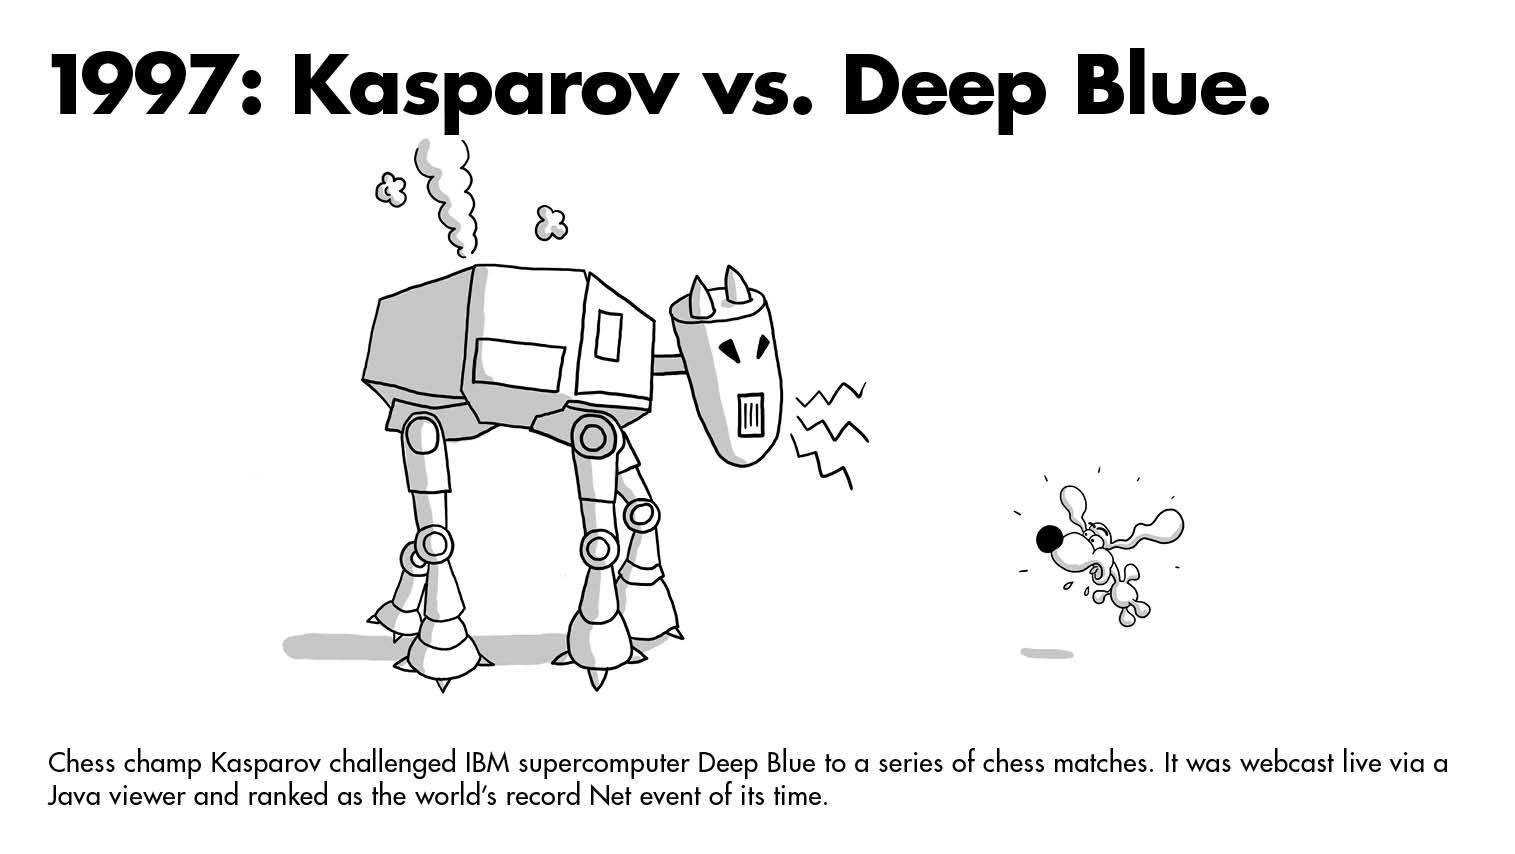 1997: Kasparov vs. Deep Blue.
Chess champ Kasparov challenged IBM supercomputer Deep Blue to a series of chess matches. It was webcast live via a
Java viewer and ranked as the world’s record Net event of its time.